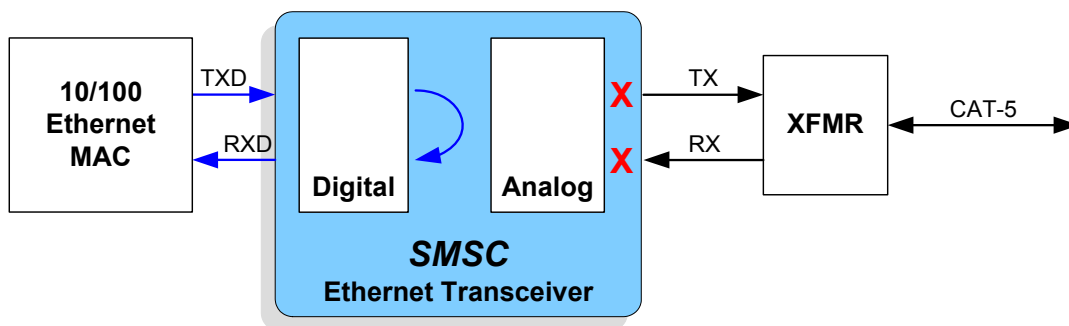 10/100
Ethernet
MAC
TXD
RXD
Digital
Analog
X
X
SMSC
Ethernet Transceiver
TX
RX
XFMR
CAT-5